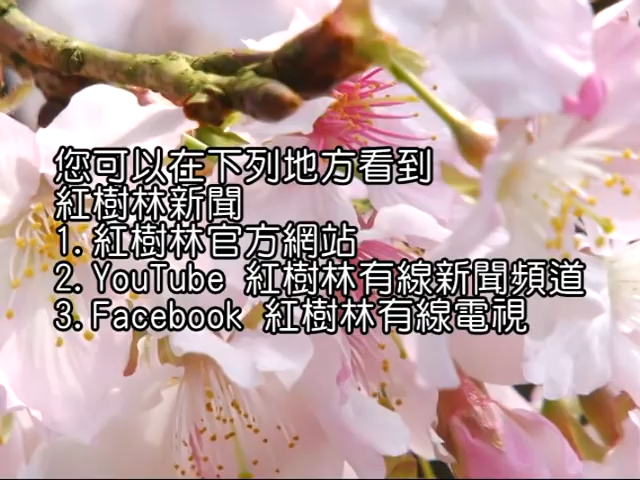 您可以在下列地方看到
紅樹林新聞
1.紅樹林官方網站
2.YouTube 紅樹林有線新聞頻道
3.Facebook 紅樹林有線電視